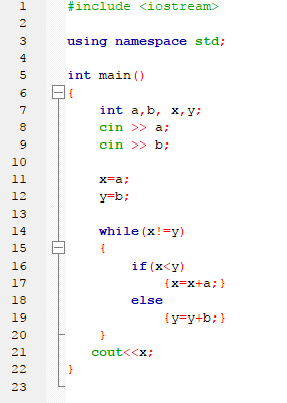 1 #include <iostream>
2
3 using namespace std;
4
5 int main()
6 {
7 int a,b, x,y;
8 cin >> a;
9 cin >> b;
10
11 x=a;
12 y=b;
13
14 while(x!=y)
15 {
16 if(x<y)
17 {x=x+a;}
18 else
19 {y=y+b;}
20 }
21 cout<<x;
22 }
23